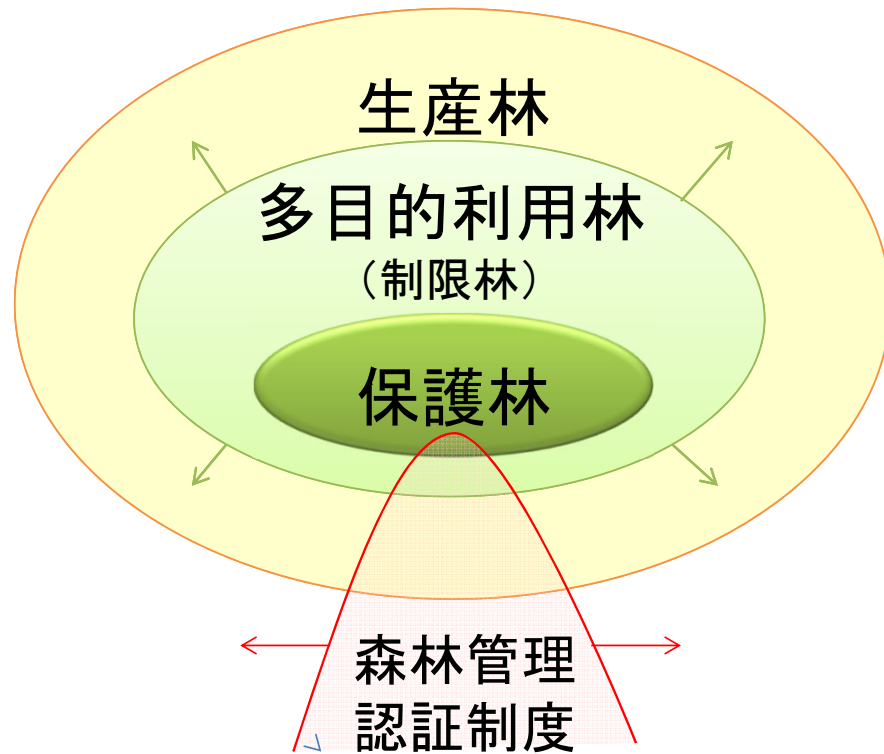 生産林
多目的利用林
（制限林）
保護林
森林管理
認証制度